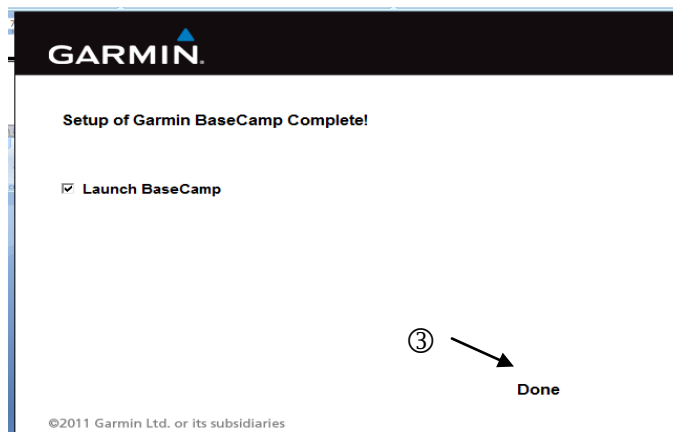 GARMIN.
Setup of Garmin BaseCamp Complete!
Launch BaseCamp
③
Done
©2011 Garmin Ltd. or its subsidiaries